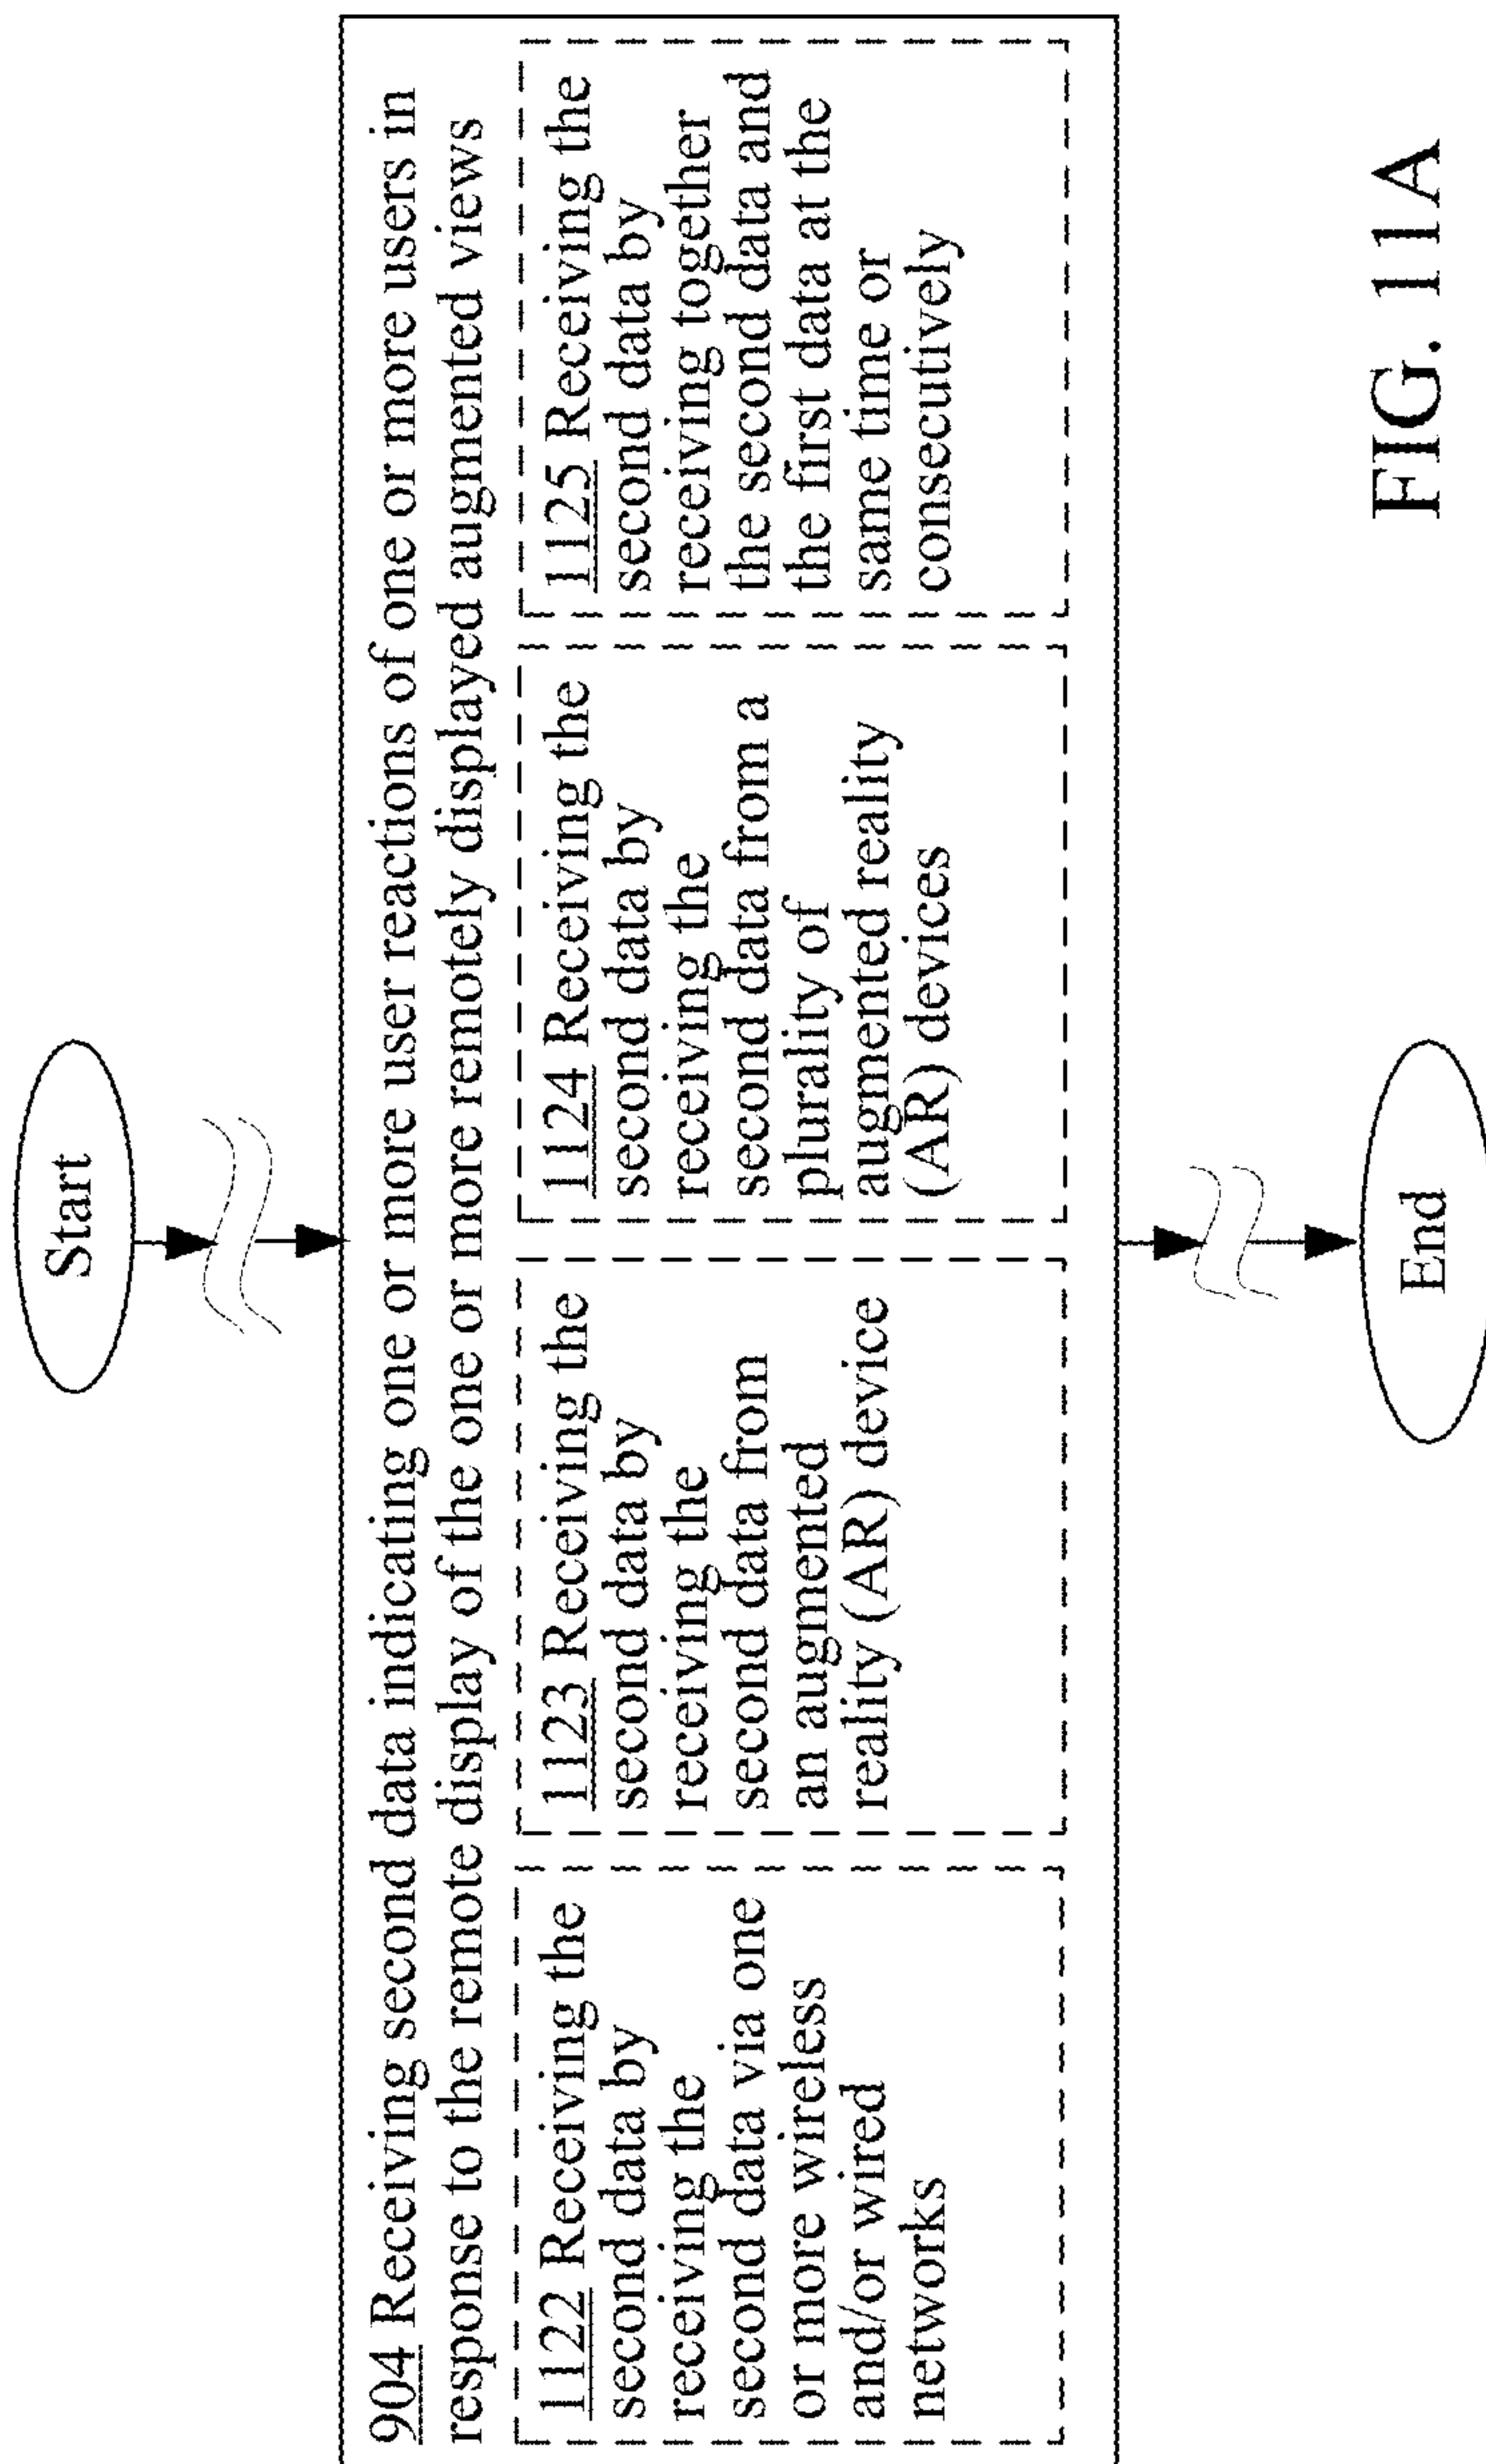 Start
904 Receiving second data indicating one or more user reactions of one or more users in
response to the remote display of the one or more remotely displayed augmented views
1122 Receiving the
second data by
receiving the
second data via one
or more wireless
and/or wired
networks
1123 Receiving the
second data by
receiving the
second data from
an augmented
reality (AR) device
1124 Receiving the
second data by
receiving the
second data from a
plurality of
augmented reality
(AR) devices
1125 Receiving the
second data by
receiving together
the second data and
the first data at the
same time or
consecutively
End
FIG. 11A